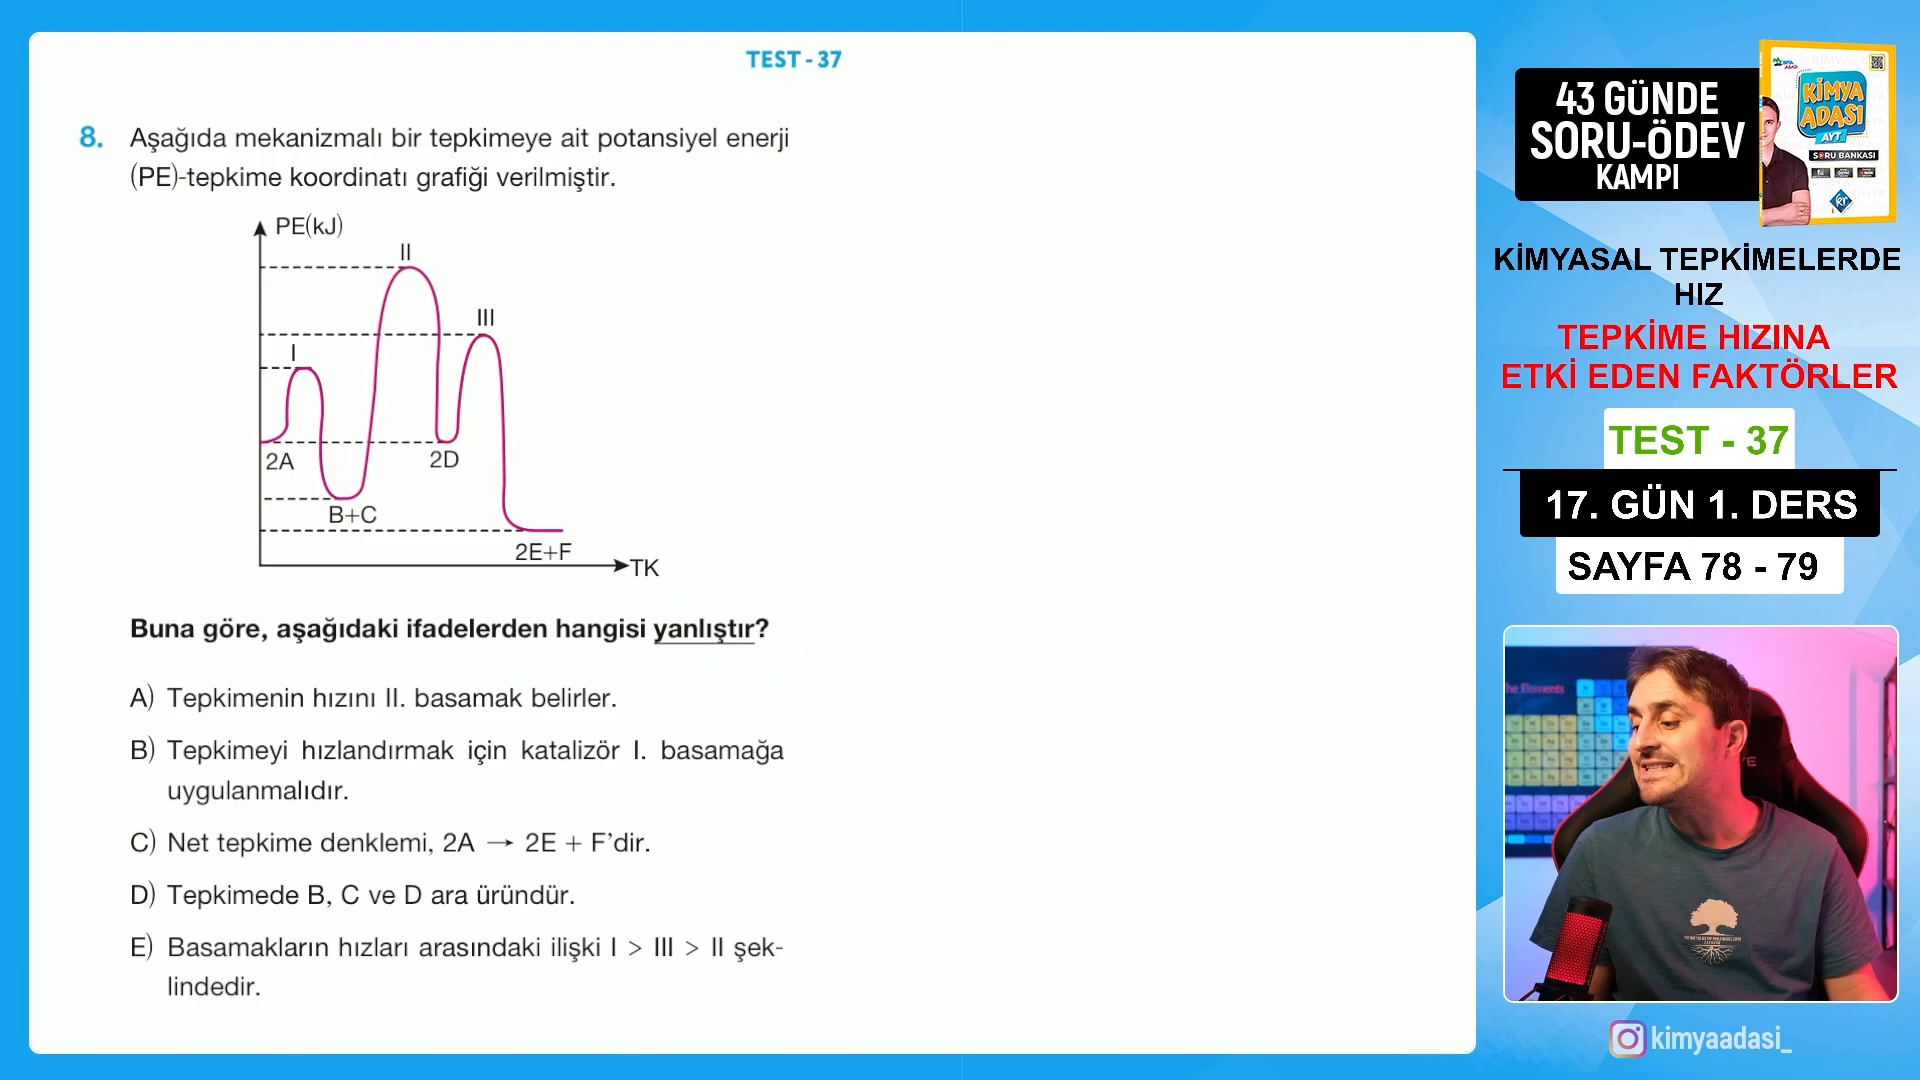 TEST - 37
8. Aşağıda mekanizmalı bir tepkimeye ait potansiyel enerji
(PE)-tepkime koordinatı grafiği verilmiştir.
PE(kJ)
II
III
I
2A
2D
B+C
2E+F
TK
Buna göre, aşağıdaki ifadelerden hangisi yanlıştır?
A) Tepkimenin hızını II. basamak belirler.
B) Tepkimeyi hızlandırmak için katalizör I. basamağa
uygulanmalıdır.
C) Net tepkime denklemi, 2A → 2E + F'dir.
D) Tepkimede B, C ve D ara üründür.
E) Basamakların hızları arasındaki ilişki I > III > II şek-
lindedir.
43 GÜNDE
SORU-ÖDEV
KAMPI
KİMYA
ADASI
AYT
SORU BANKASI
kr
KİMYASAL TEPKİMELERDE
HIZ
TEPKİME HIZINA
ETKİ EDEN FAKTÖRLER
TEST - 37
17. GÜN 1. DERS
SAYFA 78 - 79
he Elements
kimyaadasi_